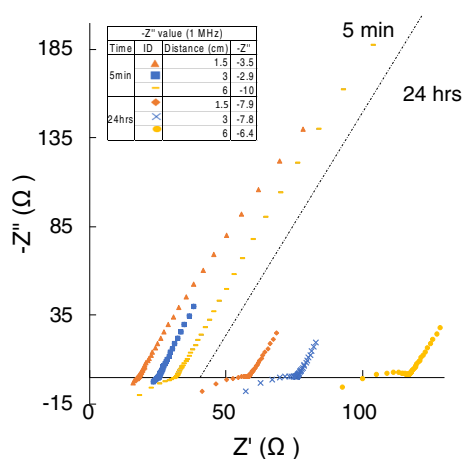 -Z'' value (1 MHz)
Time ID Distance (cm) -Z''
5min 1.5 -3.5
3 -2.9
6 -10
24hrs 1.5 -7.9
3 -7.8
6 -6.4
5 min
24 hrs
185
135
85
35
-15
-Z'' (Ω)
0 50 100
Z' (Ω)